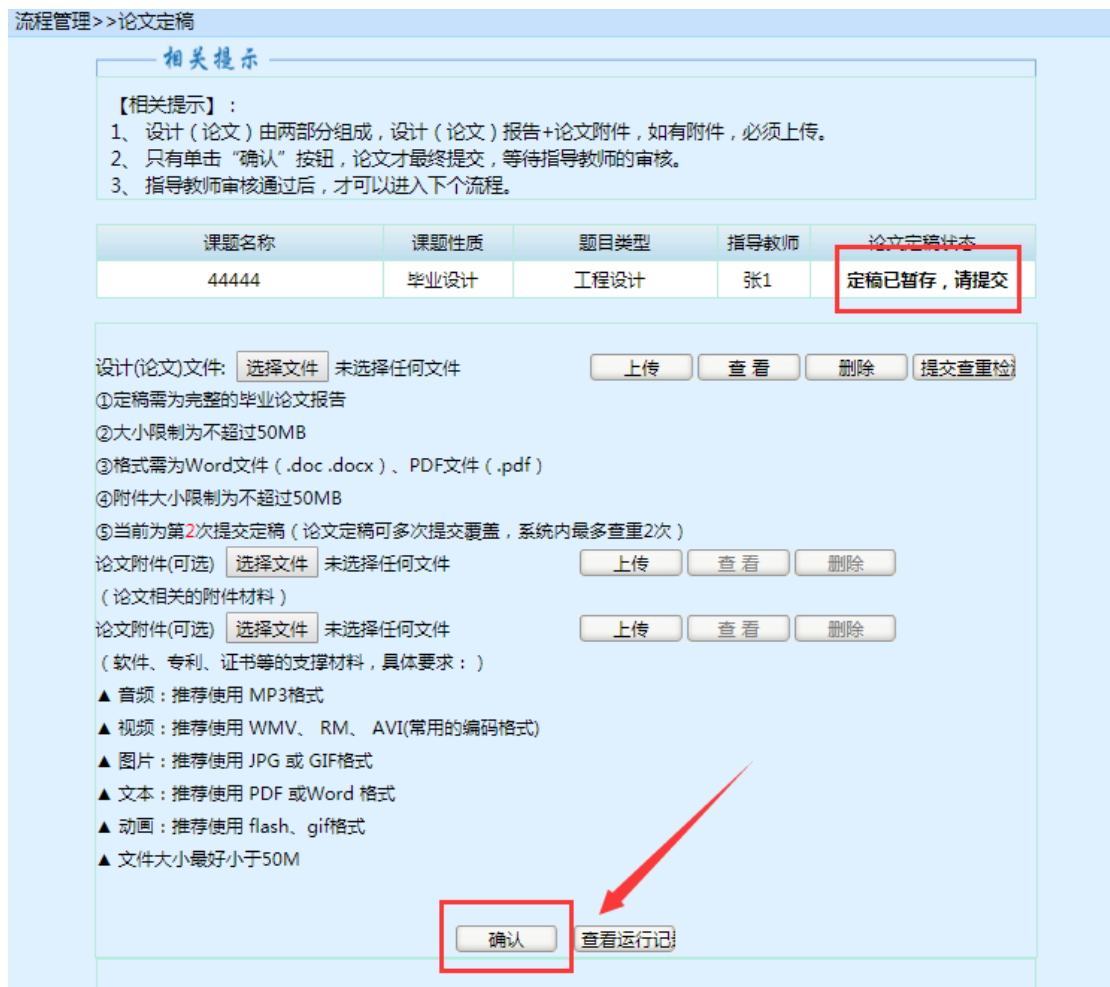 流程管理>>论文定稿
相关提示
【相关提示】:
1、 设计(论文)由两部分组成,设计(论文)报告+论文附件,如有附件,必须上传。
2、 只有单击“确认”按钮,论文才最终提交,等待指导教师的审核。
3、 指导教师审核通过后,才可以进入下个流程。
课题名称 课题性质 题目类型 指导教师 论文定稿状态
44444 毕业设计 工程设计 张1 定稿已暂存,请提交
设计(论文)文件: 选择文件 未选择任何文件 上传 查看 删除 提交查重检测
①定稿需为完整的毕业论文报告
②大小限制为不超过50MB
③格式需为Word文件(.doc .docx)、PDF文件(.pdf)
④附件大小限制为不超过50MB
⑤当前为第2次提交定稿(论文定稿可多次提交覆盖,系统内最多查重2次)
论文附件(可选) 选择文件 未选择任何文件 上传 查看 删除
(论文相关的附件材料)
论文附件(可选) 选择文件 未选择任何文件 上传 查看 删除
(软件、专利、证书等的支撑材料,具体要求:)
▲ 音频:推荐使用 MP3格式
▲ 视频:推荐使用 WMV、 RM、 AVI(常用的编码格式)
▲ 图片:推荐使用 JPG 或 GIF格式
▲ 文本:推荐使用 PDF 或Word 格式
▲ 动画:推荐使用 flash、gif格式
▲ 文件大小最好小于50M
确认 查看运行记录